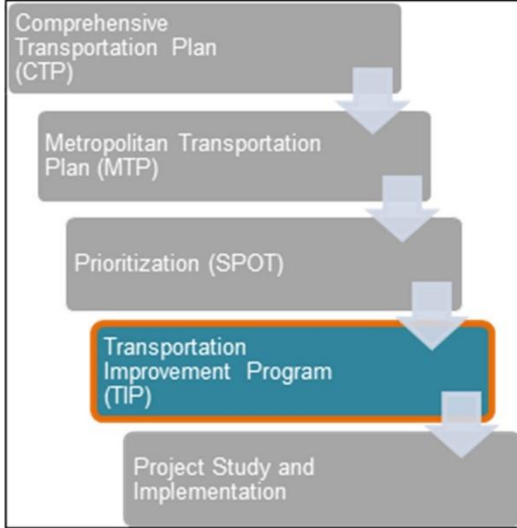 Comprehensive
Transportation Plan
(CTP)
Metropolitan Transportation
Plan (MTP)
Prioritization (SPOT)
Transportation
Improvement Program
(TIP)
Project Study and
Implementation